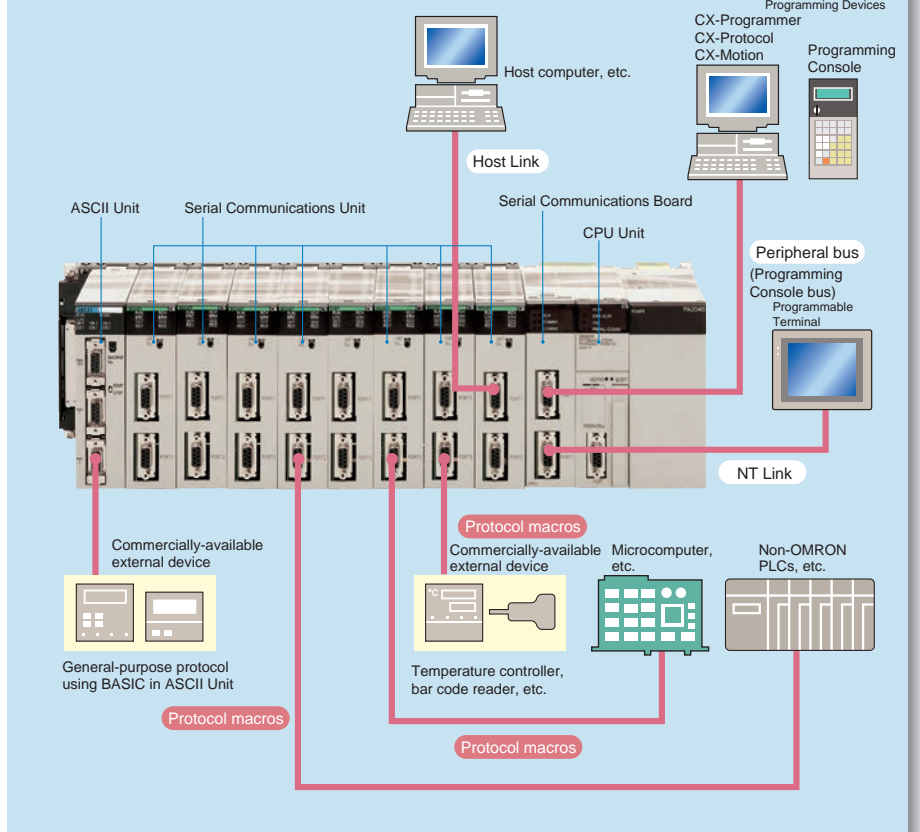 Programming Devices
CX-Programmer
CX-Protocol
CX-Motion
Programming
Console
Host computer, etc.
Host Link
ASCII Unit
Serial Communications Unit
Serial Communications Board
CPU Unit
Peripheral bus
(Programming
Console bus)
Programmable
Terminal
PA204S
NT Link
Protocol macros
Commercially-available
external device
Commercially-available
external device
Microcomputer,
etc.
Non-OMRON
PLCs, etc.
°C
General-purpose protocol
using BASIC in ASCII Unit
Temperature controller,
bar code reader, etc.
Protocol macros
Protocol macros